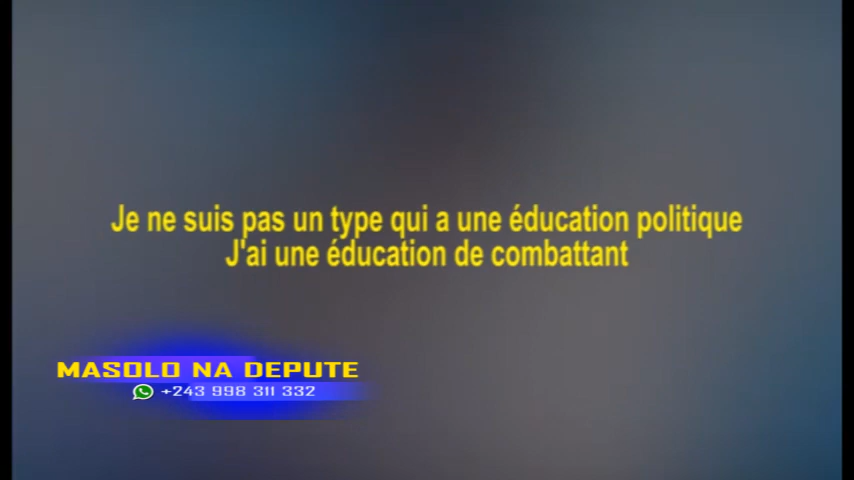 Je ne suis pas un type qui a une éducation politique
J'ai une éducation de combattant
MASOLO NA DEPUTE
+243 998 311 332